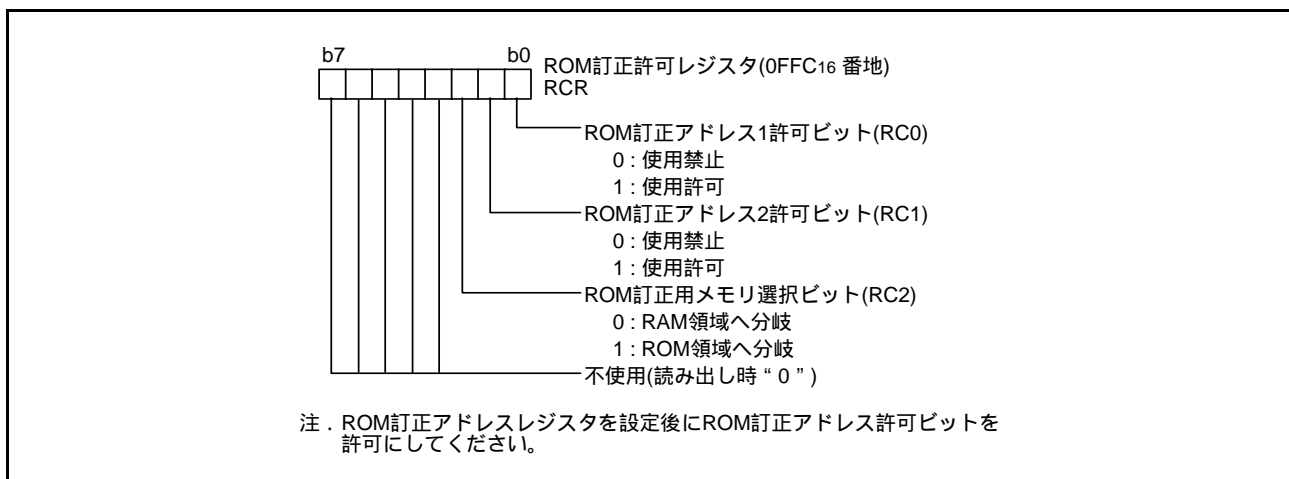 b7 b0
ROM訂正許可レジスタ(0FFC16 番地)
RCR
ROM訂正アドレス1許可ビット(RC0)
0 : 使用禁止
1 : 使用許可
ROM訂正アドレス2許可ビット(RC1)
0 : 使用禁止
1 : 使用許可
ROM訂正用メモリ選択ビット(RC2)
0 : RAM領域へ分岐
1 : ROM領域へ分岐
不使用(読み出し時 “ 0 ” )
注．ROM訂正アドレスレジスタを設定後にROM訂正アドレス許可ビットを
許可にしてください。